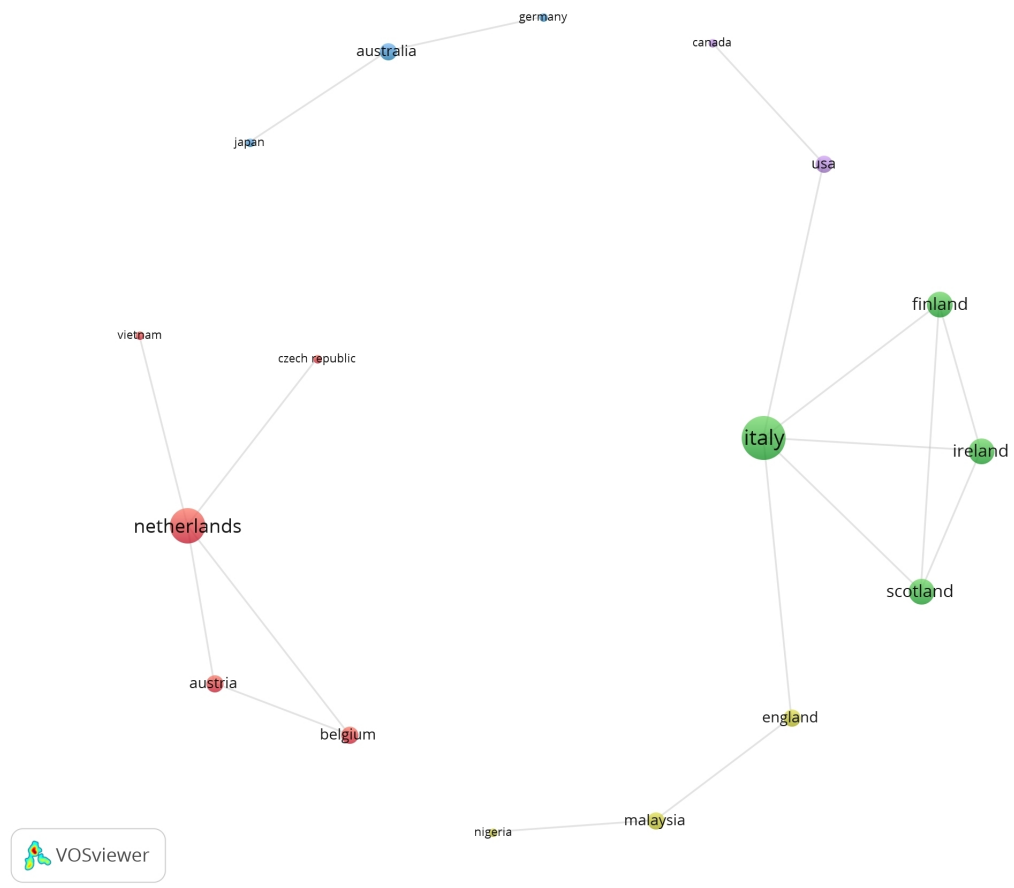 germany
canada
australia
japan
usa
finland
vietnam
czech republic
italy
ireland
netherlands
scotland
austria
england
belgium
malaysia
nigeria
VOSviewer